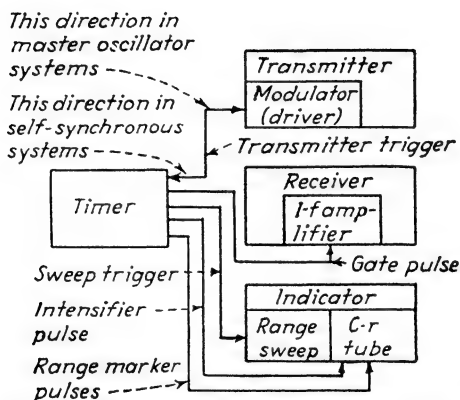 This direction in
master oscillator
systems
This direction in
self-synchronous
systems
Transmitter
Modulator
(driver)
Transmitter trigger
Timer
Receiver
I-f amp-
lifier
Gate pulse
Sweep trigger
Intensifier
pulse
Range marker
pulses
Indicator
Range
sweep
C-r
tube